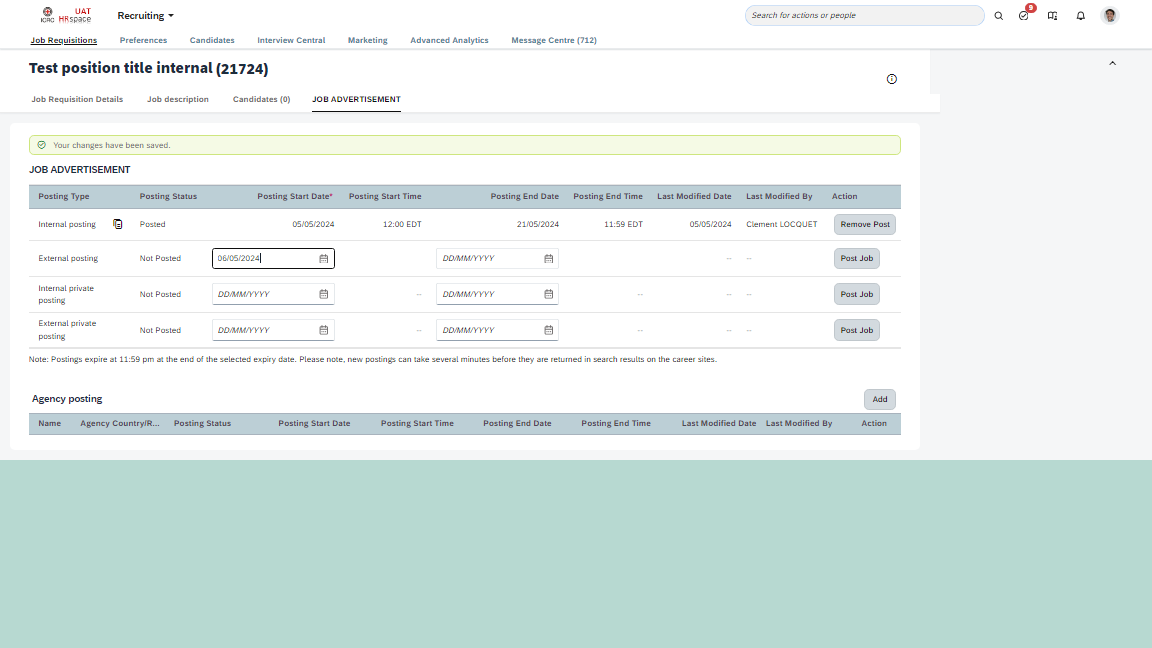 ICRC UAT HRspace Recruiting Search for actions or people 9
Job Requisitions Preferences Candidates Interview Central Marketing Advanced Analytics Message Centre (712)
Test position title internal (21724)
Job Requisition Details Job description Candidates (0) JOB ADVERTISEMENT
Your changes have been saved.
JOB ADVERTISEMENT
Posting Type Posting Status Posting Start Date* Posting Start Time Posting End Date Posting End Time Last Modified Date Last Modified By Action
Internal posting Posted 05/05/2024 12:00 EDT 21/05/2024 11:59 EDT 05/05/2024 Clement LOCQUET Remove Post
External posting Not Posted 06/05/2024 DD/MM/YYYY -- -- Post Job
Internal private posting Not Posted DD/MM/YYYY -- DD/MM/YYYY -- -- -- Post Job
External private posting Not Posted DD/MM/YYYY -- DD/MM/YYYY -- -- -- Post Job
Note: Postings expire at 11:59 pm at the end of the selected expiry date. Please note, new postings can take several minutes before they are returned in search results on the career sites.
Agency posting Add
Name Agency Country/R... Posting Status Posting Start Date Posting Start Time Posting End Date Posting End Time Last Modified Date Last Modified By Action